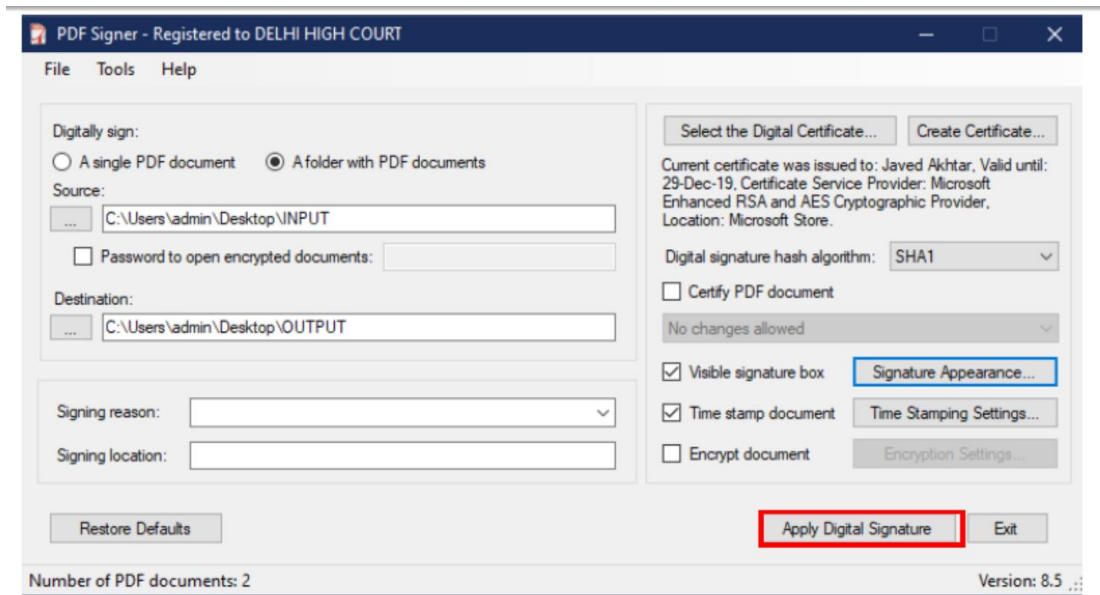 PDF Signer - Registered to DELHI HIGH COURT
File Tools Help
Digitally sign:
A single PDF document A folder with PDF documents
Source:
... C:\Users\admin\Desktop\INPUT
Password to open encrypted documents:
Destination:
... C:\Users\admin\Desktop\OUTPUT
Signing reason:
Signing location:
Select the Digital Certificate... Create Certificate...
Current certificate was issued to: Javed Akhtar, Valid until:
29-Dec-19, Certificate Service Provider: Microsoft
Enhanced RSA and AES Cryptographic Provider,
Location: Microsoft Store.
Digital signature hash algorithm: SHA1
Certify PDF document
No changes allowed
Visible signature box Signature Appearance...
Time stamp document Time Stamping Settings...
Encrypt document Encryption Settings...
Restore Defaults Apply Digital Signature Exit
Number of PDF documents: 2 Version: 8.5